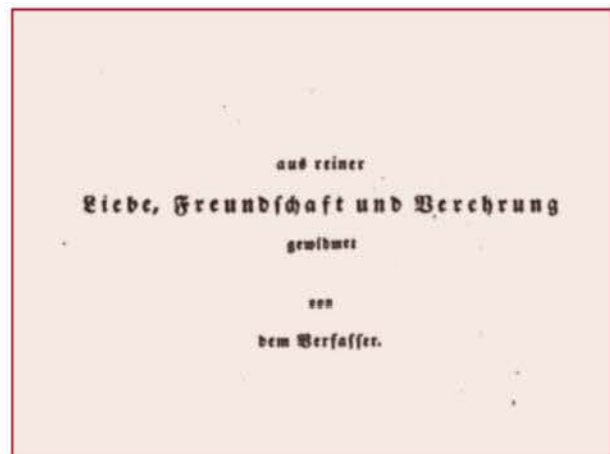 aus reiner
Liebe, Freundschaft und Verehrung
gewidmet
von
dem Verfasser.